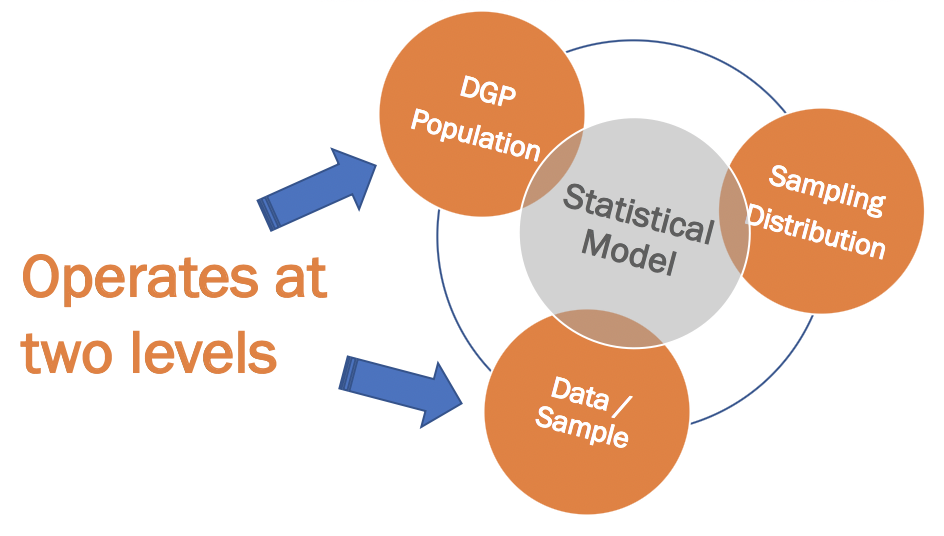 DGP
Population
Sampling
Distribution
Statistical
Model
Operates at
two levels
Data /
Sample